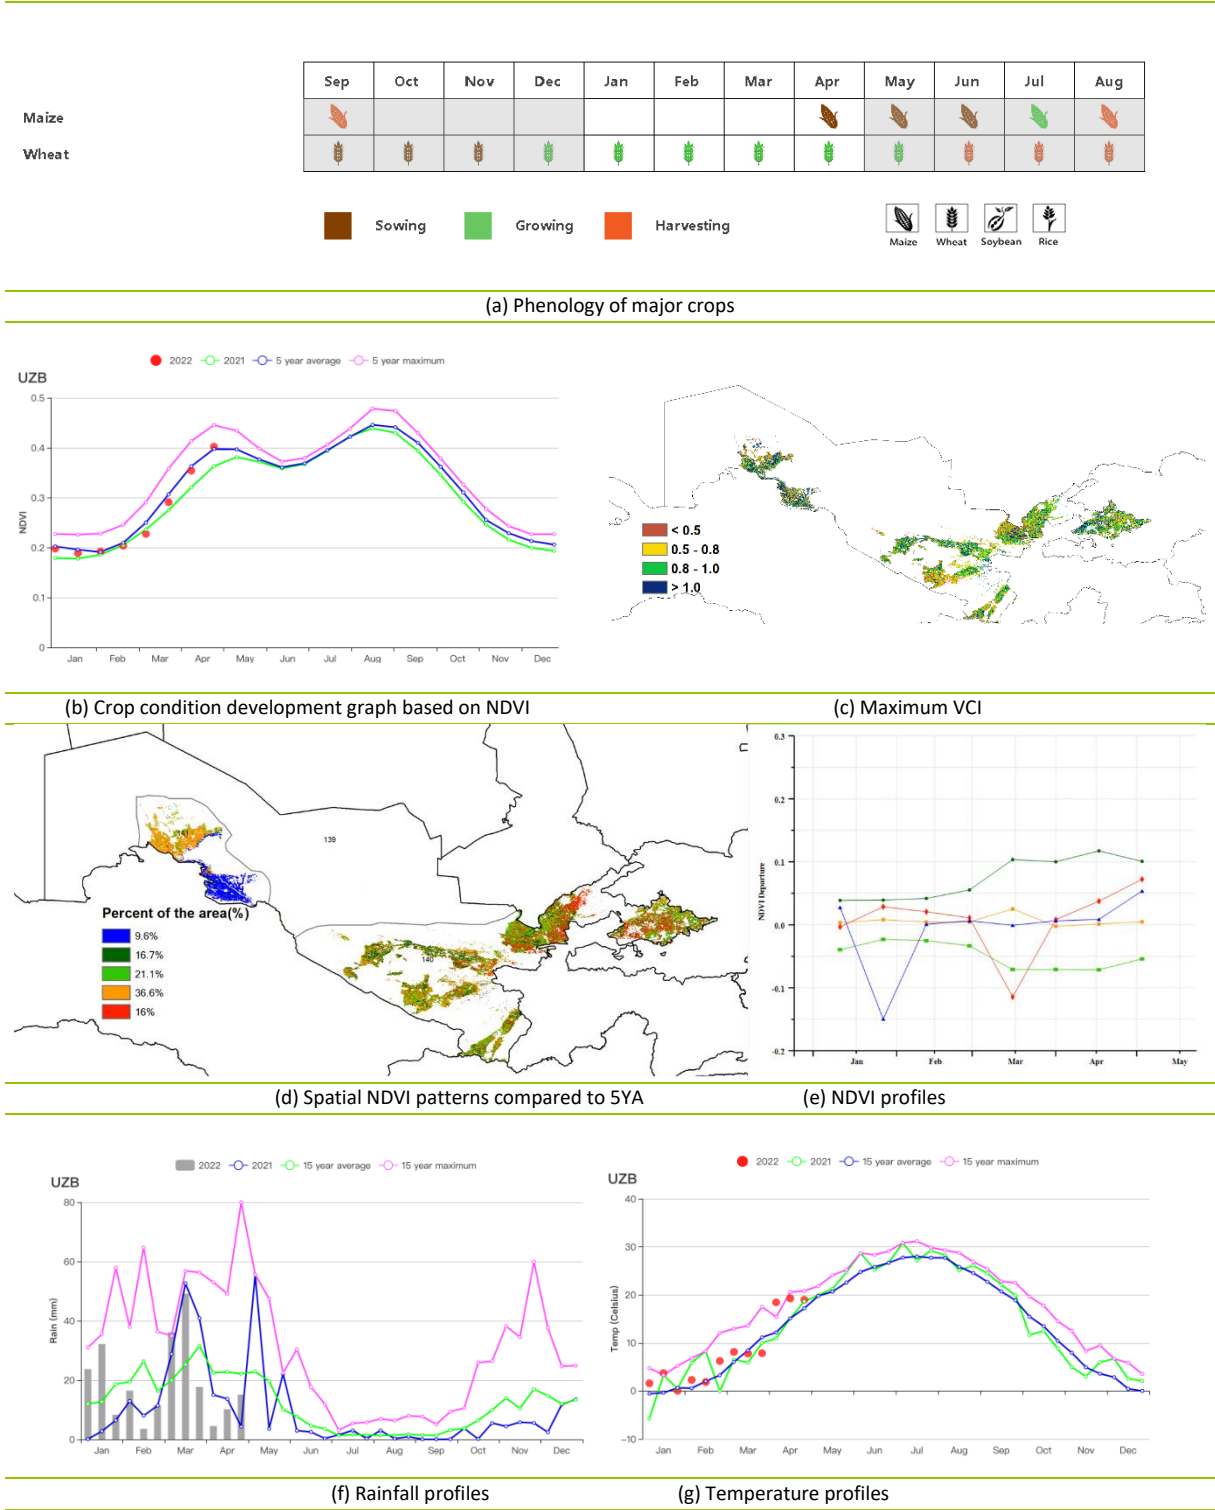 Sep Oct Nov Dec Jan Feb Mar Apr May Jun Jul Aug
Maize
Wheat
Sowing Growing Harvesting
Maize Wheat Soybean Rice
(a) Phenology of major crops
2022 2021 5 year average 5 year maximum
UZB
0.5
0.4
0.3
0.2
0.1
0
NDVI
Jan Feb Mar Apr May Jun Jul Aug Sep Oct Nov Dec
< 0.5
0.5 - 0.8
0.8 - 1.0
> 1.0
(b) Crop condition development graph based on NDVI
(c) Maximum VCI
139
140
Percent of the area(%)
9.6%
16.7%
21.1%
36.6%
16%
0.3
0.2
0.1
0.0
-0.1
-0.2
NDVI Departure
Jan Feb Mar Apr May
(d) Spatial NDVI patterns compared to 5YA
(e) NDVI profiles
2022 2021 15 year average 15 year maximum
UZB
80
60
40
20
0
Rain (mm)
Jan Feb Mar Apr May Jun Jul Aug Sep Oct Nov Dec
2022 2021 15 year average 15 year maximum
UZB
40
30
20
10
0
-10
Temp (Celsius)
Jan Feb Mar Apr May Jun Jul Aug Sep Oct Nov Dec
(f) Rainfall profiles
(g) Temperature profiles